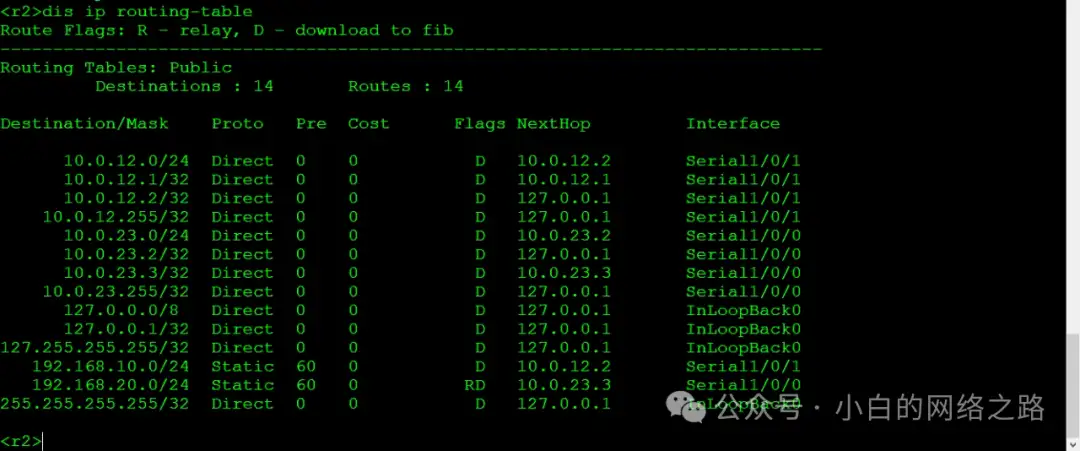 <r2>dis ip routing-table
Route Flags: R - relay, D - download to fib
------------------------------------------------------------------------------
Routing Tables: Public
         Destinations : 14       Routes : 14

Destination/Mask    Proto   Pre  Cost      Flags NextHop         Interface

      10.0.12.0/24  Direct  0    0           D   10.0.12.2       Serial1/0/1
      10.0.12.1/32  Direct  0    0           D   10.0.12.1       Serial1/0/1
      10.0.12.2/32  Direct  0    0           D   127.0.0.1       Serial1/0/1
    10.0.12.255/32  Direct  0    0           D   127.0.0.1       Serial1/0/1
      10.0.23.0/24  Direct  0    0           D   10.0.23.2       Serial1/0/0
      10.0.23.2/32  Direct  0    0           D   127.0.0.1       Serial1/0/0
      10.0.23.3/32  Direct  0    0           D   10.0.23.3       Serial1/0/0
    10.0.23.255/32  Direct  0    0           D   127.0.0.1       Serial1/0/0
      127.0.0.0/8   Direct  0    0           D   127.0.0.1       InLoopBack0
      127.0.0.1/32  Direct  0    0           D   127.0.0.1       InLoopBack0
127.255.255.255/32  Direct  0    0           D   127.0.0.1       InLoopBack0
   192.168.10.0/24  Static  60   0           D   10.0.12.2       Serial1/0/1
   192.168.20.0/24  Static  60   0          RD   10.0.23.3       Serial1/0/0
255.255.255.255/32  Direct  0    0           D   127.0.0.1       InLoopBack0
公众号 · 小白的网络之路
<r2>